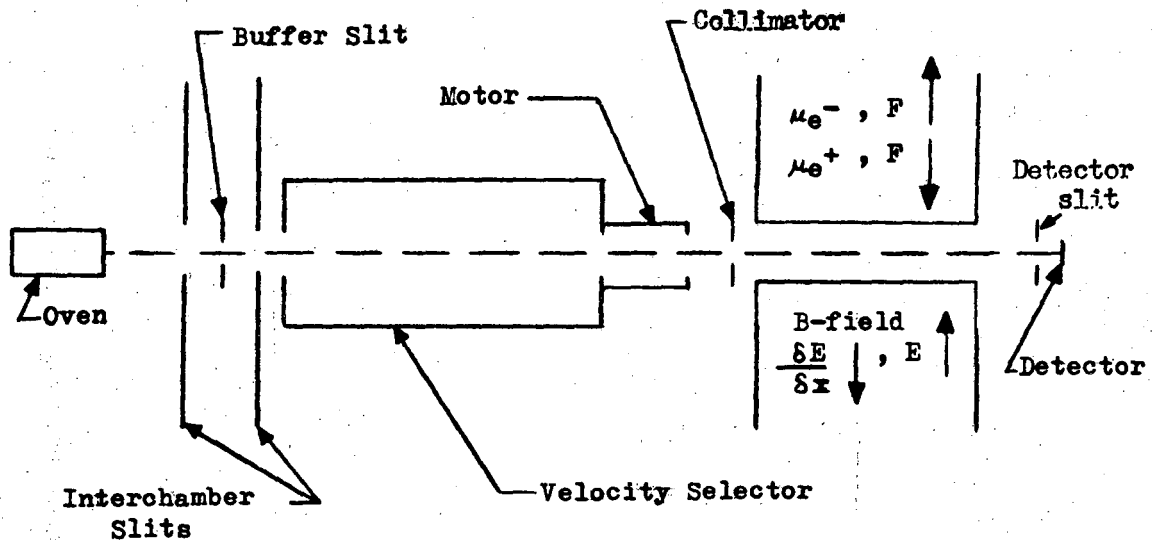 Collimator
Buffer Slit
Motor
μe⁻ , F
μe⁺ , F
Detector
slit
Oven
B-field
δE
δx
, E
Detector
Velocity Selector
Interchamber
Slits